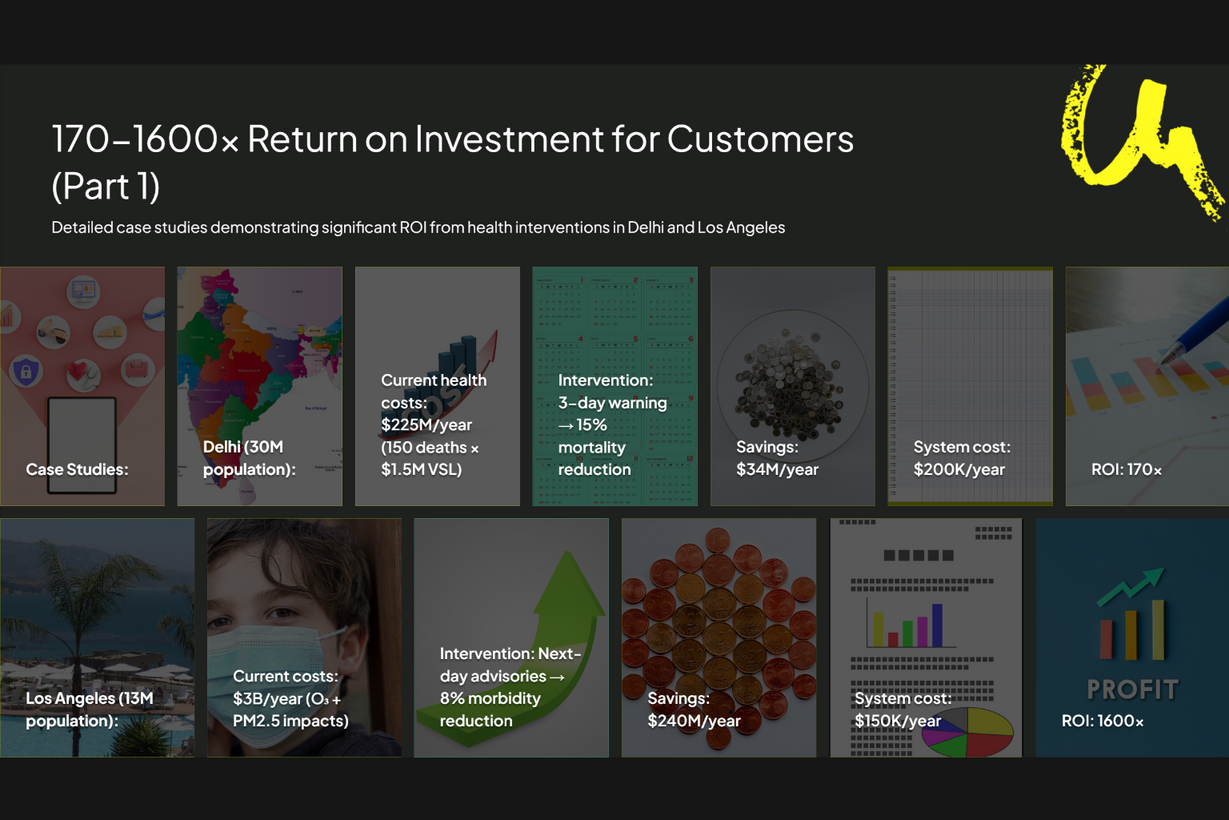 170–1600× Return on Investment for Customers
(Part 1)
Detailed case studies demonstrating significant ROI from health interventions in Delhi and Los Angeles
Case Studies:
Delhi (30M
population):
Current health
costs:
$225M/year
(150 deaths ×
$1.5M VSL)
Intervention:
3-day warning
→ 15%
mortality
reduction
Savings:
$34M/year
System cost:
$200K/year
ROI: 170×
Los Angeles (13M
population):
Current costs:
$3B/year (O₃ +
PM2.5 impacts)
Intervention: Next-
day advisories →
8% morbidity
reduction
Savings:
$240M/year
System cost:
$150K/year
PROFIT
ROI: 1600×